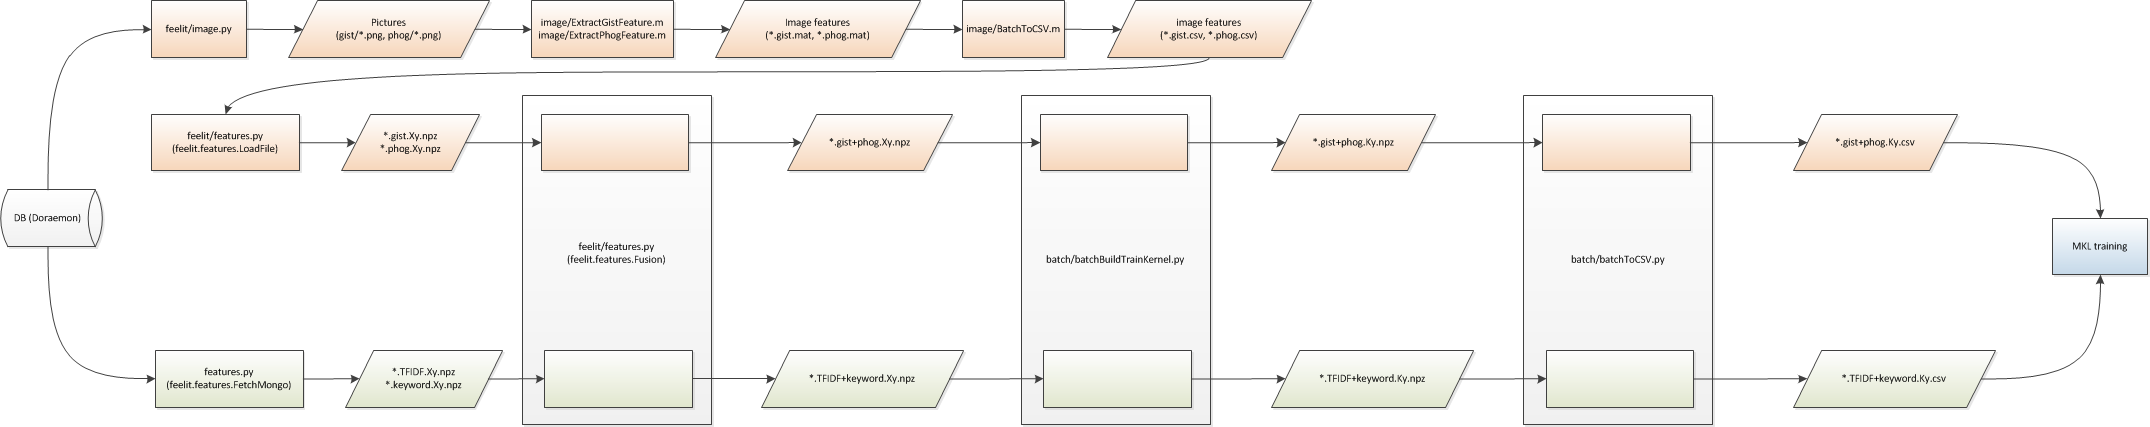 feelit/image.py
Pictures
(gist/*.png, phog/*.png)
image/ExtractGistFeature.m
image/ExtractPhogFeature.m
Image features
(*.gist.mat, *.phog.mat)
image/BatchToCSV.m
image features
(*.gist.csv, *.phog.csv)
feelit/features.py
(feelit.features.LoadFile)
*.gist.Xy.npz
*.phog.Xy.npz
*.gist+phog.Xy.npz
*.gist+phog.Ky.npz
*.gist+phog.Ky.csv
DB (Doraemon)
feelit/features.py
(feelit.features.Fusion)
batch/batchBuildTrainKernel.py
batch/batchToCSV.py
MKL training
features.py
(feelit.features.FetchMongo)
*.TFIDF.Xy.npz
*.keyword.Xy.npz
*.TFIDF+keyword.Xy.npz
*.TFIDF+keyword.Ky.npz
*.TFIDF+keyword.Ky.csv